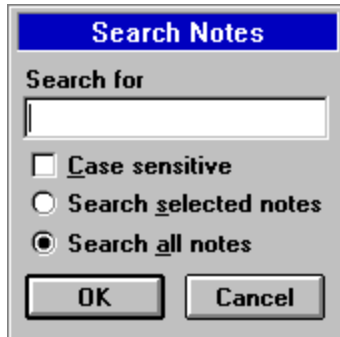 Search Notes
Search for
Case sensitive
Search selected notes
Search all notes
OK Cancel